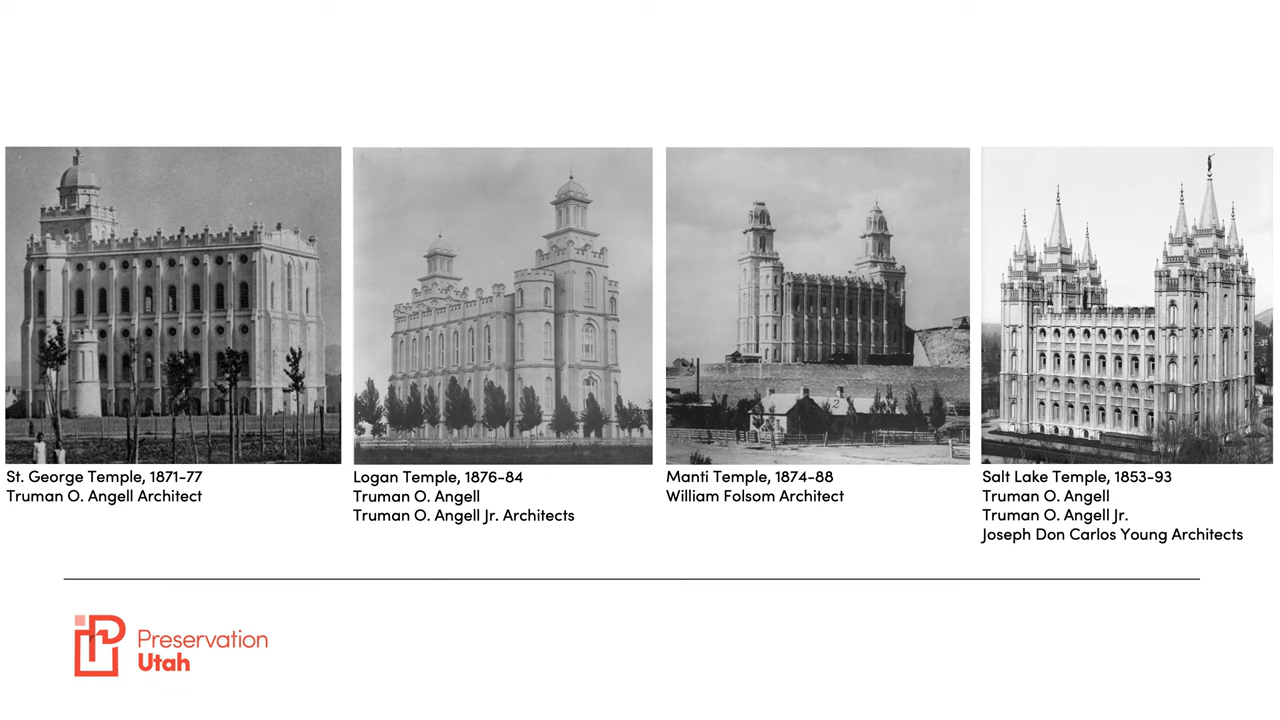 St. George Temple, 1871-77
Truman O. Angell Architect
Logan Temple, 1876-84
Truman O. Angell
Truman O. Angell Jr. Architects
Manti Temple, 1874-88
William Folsom Architect
Salt Lake Temple, 1853-93
Truman O. Angell
Truman O. Angell Jr.
Joseph Don Carlos Young Architects
Preservation
Utah